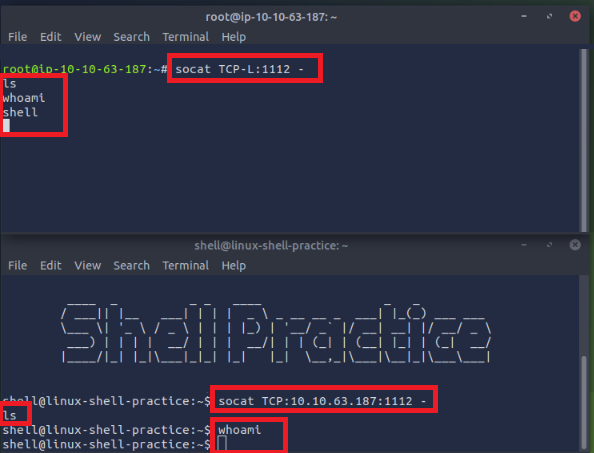 root@ip-10-10-63-187: ~
File Edit View Search Terminal Help
root@ip-10-10-63-187:~# socat TCP-L:1112 -
ls
whoami
shell
shell@linux-shell-practice: ~
File Edit View Search Terminal Help
Shell Practice
shell@linux-shell-practice:~$ socat TCP:10.10.63.187:1112 -
ls
shell@linux-shell-practice:~$ whoami
shell@linux-shell-practice:~$